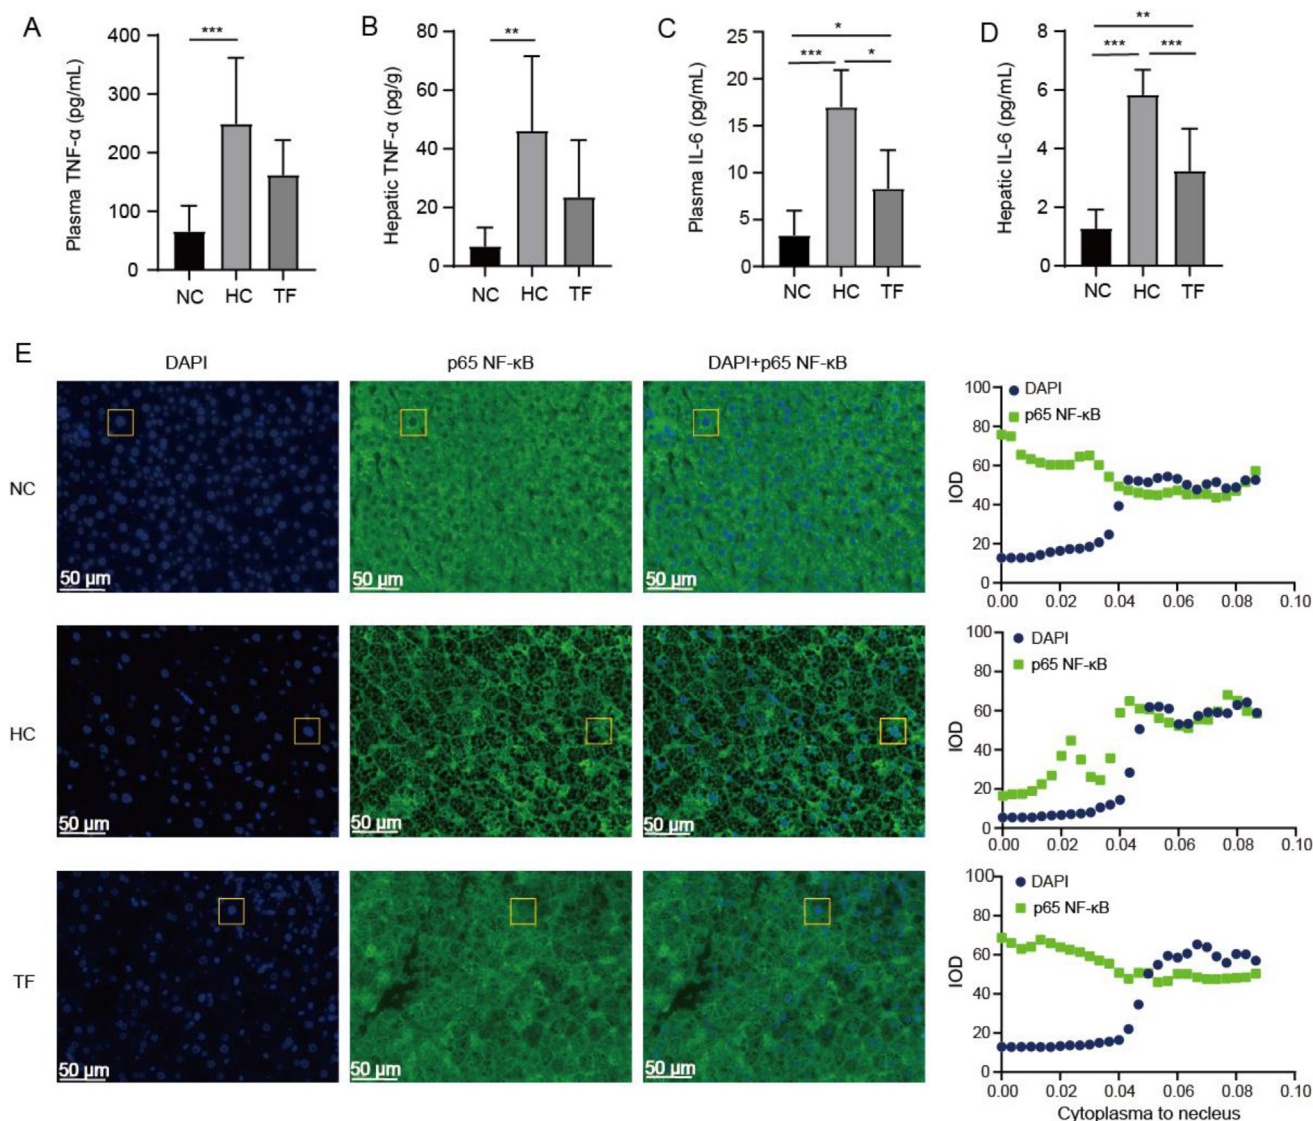 A
Plasma TNF-α (pg/mL)
400
300
200
100
0
***
NC HC TF
B
Hepatic TNF-α (pg/g)
80
60
40
20
0
**
NC HC TF
C
Plasma IL-6 (pg/mL)
25
20
15
10
5
0
*
*** *
NC HC TF
D
Hepatic IL-6 (pg/mL)
8
6
4
2
0
**
*** ***
NC HC TF
E
DAPI p65 NF-κB DAPI+p65 NF-κB
NC
50 µm 50 µm 50 µm
IOD
100
80
60
40
20
0
DAPI
p65 NF-κB
0.00 0.02 0.04 0.06 0.08 0.10
HC
50 µm 50 µm 50 µm
IOD
100
80
60
40
20
0
DAPI
p65 NF-κB
0.00 0.02 0.04 0.06 0.08 0.10
TF
50 µm 50 µm 50 µm
IOD
100
80
60
40
20
0
DAPI
p65 NF-κB
0.00 0.02 0.04 0.06 0.08 0.10
Cytoplasma to necleus